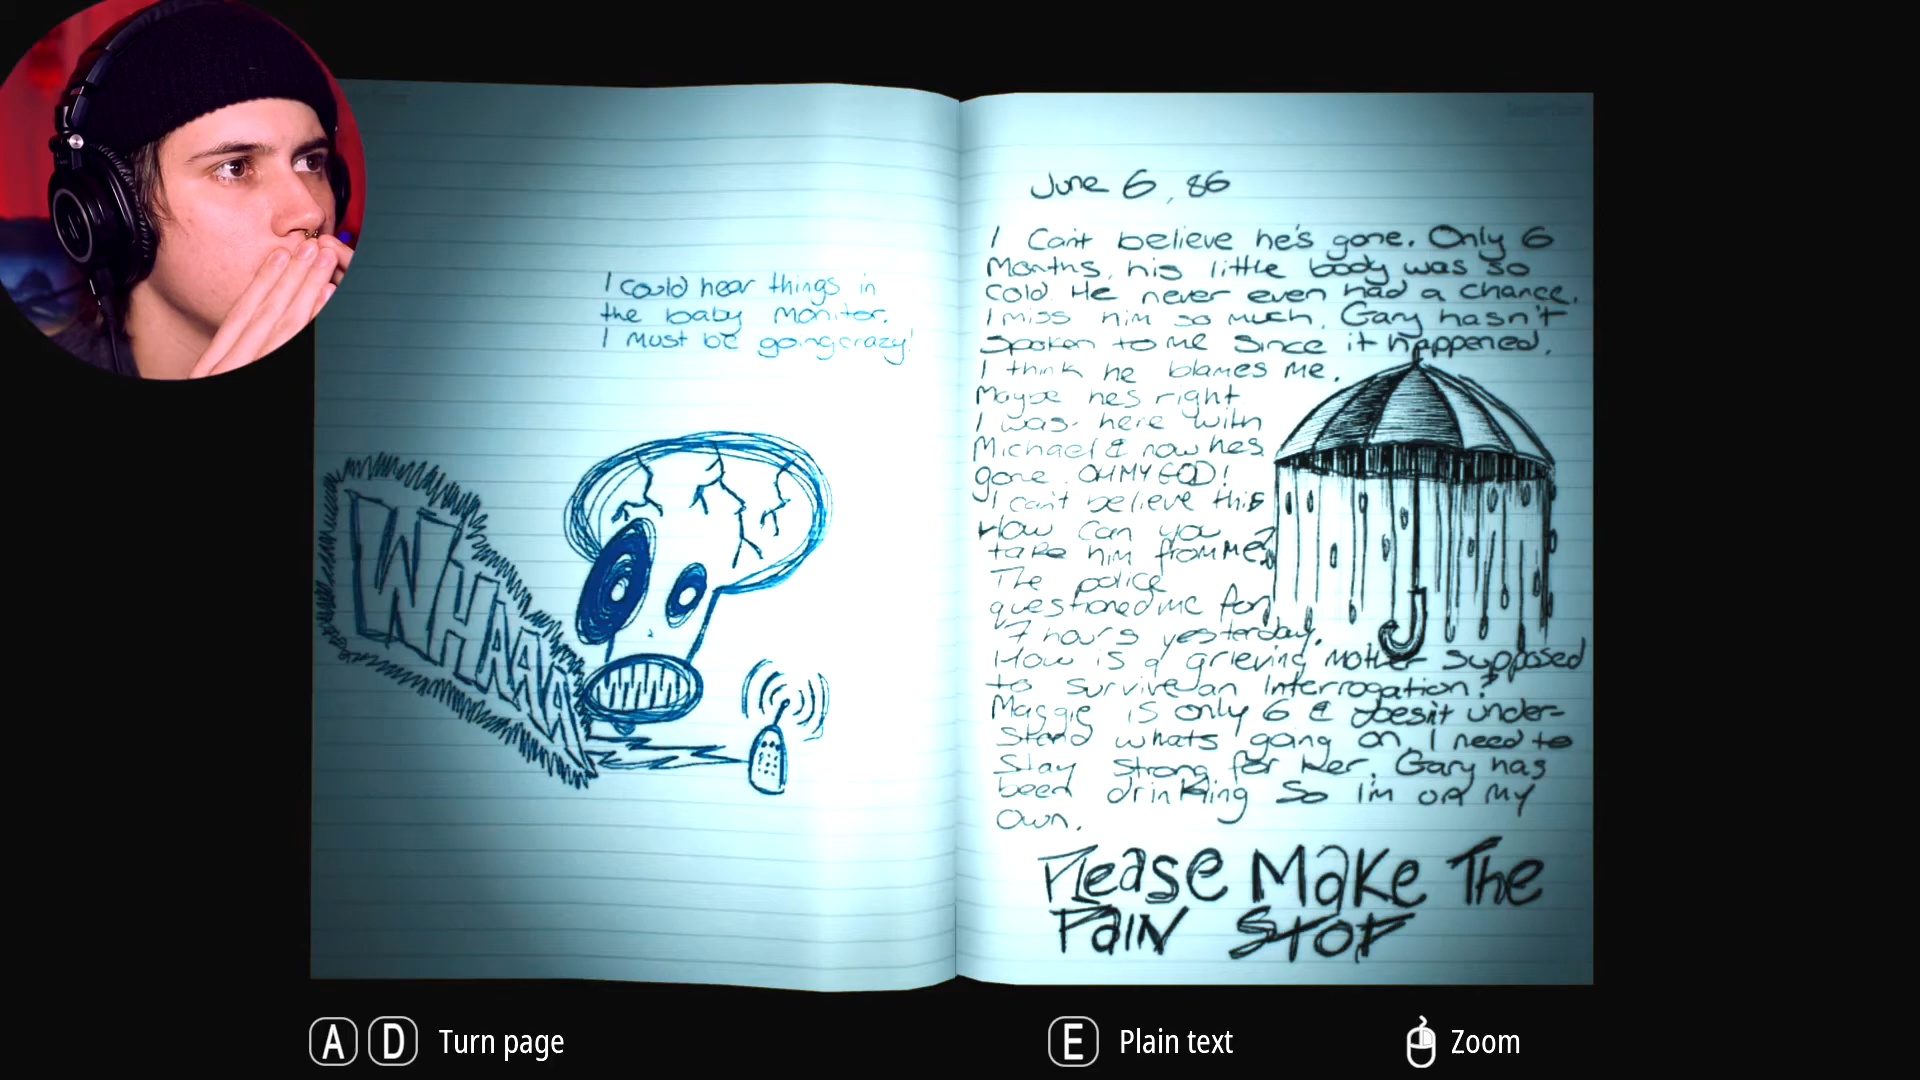 I could hear things in
the baby monitor.
I must be going crazy!
WHAAA
June 6, 86
I Can't believe he's gone. Only 6
Months, his little body was so
cold. He never even had a chance.
I miss him so much. Gary hasn't
spoken to me since it happened.
I think he blames me.
Maybe hes right
I was here with
Michael & now hes
gone. OH MY GOD!
I can't believe this
How can you
take him from me?
The police
questioned me for
7 hours yesterday.
How is a grieving mother supposed
to survive an Interrogation?
Maggie is only 6 & doesn't under-
stand whats going on. I need to
stay strong for her. Gary has
been drinking so I'm on my
own.
Please Make The
Pain Stop
A D Turn page
E Plain text
Zoom